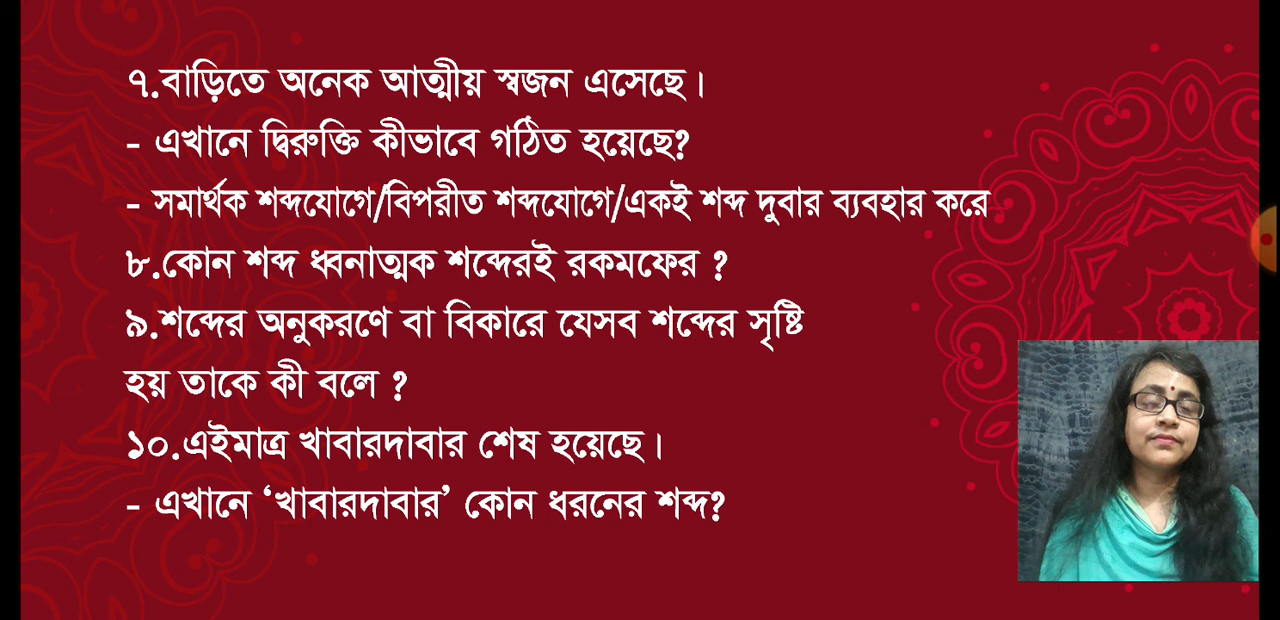 ৭.বাড়িতে অনেক আত্মীয় স্বজন এসেছে।
- এখানে দ্বিরুক্তি কীভাবে গঠিত হয়েছে?
- সমার্থক শব্দযোগে/বিপরীত শব্দযোগে/একই শব্দ দুবার ব্যবহার করে
৮.কোন শব্দ ধ্বনাত্মক শব্দেরই রকমফের ?
৯.শব্দের অনুকরণে বা বিকারে যেসব শব্দের সৃষ্টি
হয় তাকে কী বলে ?
১০.এইমাত্র খাবারদাবার শেষ হয়েছে।
- এখানে ‘খাবারদাবার’ কোন ধরনের শব্দ?